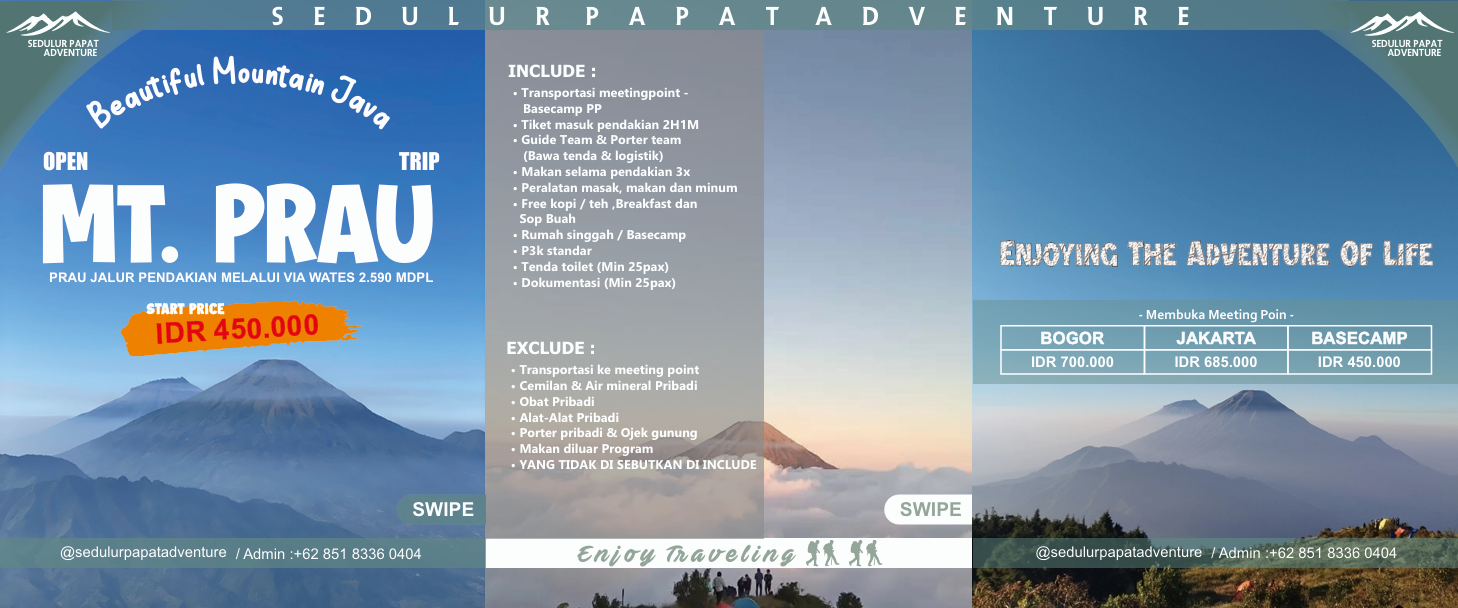 SEDULUR PAPAT ADVENTURE
SEDULUR PAPAT
ADVENTURE
Beautiful Mountain Java
OPEN TRIP
MT. PRAU
PRAU JALUR PENDAKIAN MELALUI VIA WATES 2.590 MDPL
START PRICE
IDR 450.000
SWIPE
@sedulurpapatadventure / Admin :+62 851 8336 0404
INCLUDE :
• Transportasi meetingpoint -
Basecamp PP
• Tiket masuk pendakian 2H1M
• Guide Team & Porter team
(Bawa tenda & logistik)
• Makan selama pendakian 3x
• Peralatan masak, makan dan minum
• Free kopi / teh ,Breakfast dan
Sop Buah
• Rumah singgah / Basecamp
• P3k standar
• Tenda toilet (Min 25pax)
• Dokumentasi (Min 25pax)
EXCLUDE :
• Transportasi ke meeting point
• Cemilan & Air mineral Pribadi
• Obat Pribadi
• Alat-Alat Pribadi
• Porter pribadi & Ojek gunung
• Makan diluar Program
• YANG TIDAK DI SEBUTKAN DI INCLUDE
SWIPE
Enjoy Traveling
SEDULUR PAPAT
ADVENTURE
ENJOYING THE ADVENTURE OF LIFE
- Membuka Meeting Poin -
BOGOR JAKARTA BASECAMP
IDR 700.000 IDR 685.000 IDR 450.000
@sedulurpapatadventure / Admin :+62 851 8336 0404